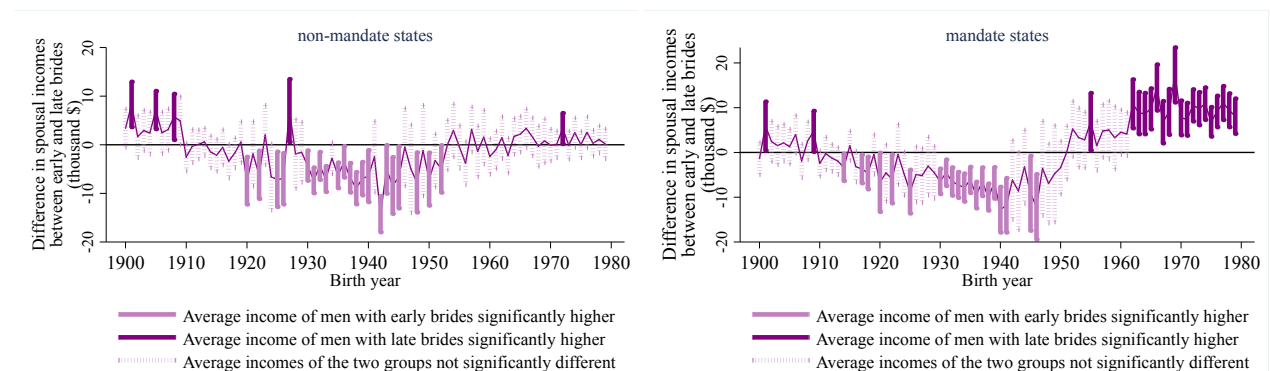 non-mandate states
Difference in spousal incomes
between early and late brides
(thousand $)
20
10
0
-10
-20
1900
1910
1920
1930
1940
1950
1960
1970
1980
Birth year
Average income of men with early brides significantly higher
Average income of men with late brides significantly higher
Average incomes of the two groups not significantly different
mandate states
Difference in spousal incomes
between early and late brides
(thousand $)
20
10
0
-10
-20
1900
1910
1920
1930
1940
1950
1960
1970
1980
Birth year
Average income of men with early brides significantly higher
Average income of men with late brides significantly higher
Average incomes of the two groups not significantly different